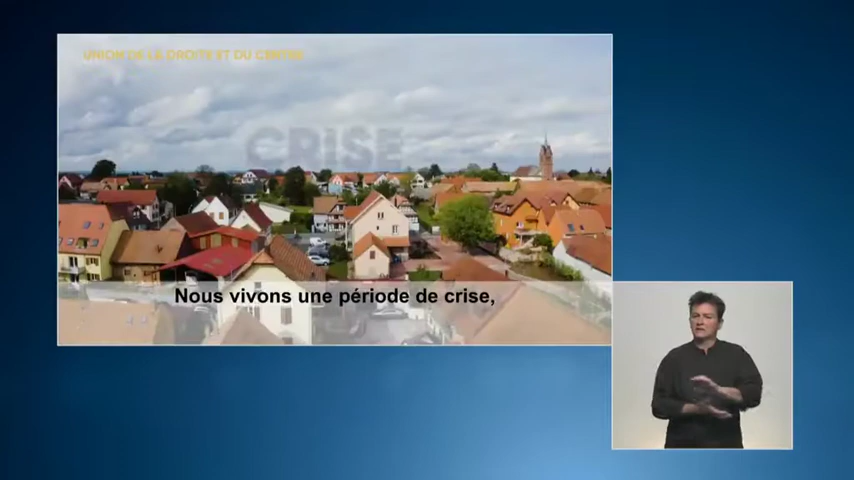 UNION DE LA DROITE ET DU CENTRE
CRISE
Nous vivons une période de crise,